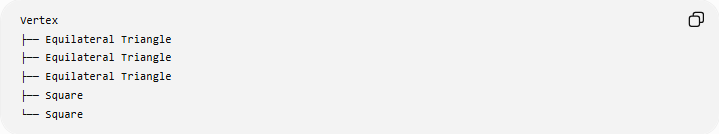 Vertex
├── Equilateral Triangle
├── Equilateral Triangle
├── Equilateral Triangle
├── Square
└── Square